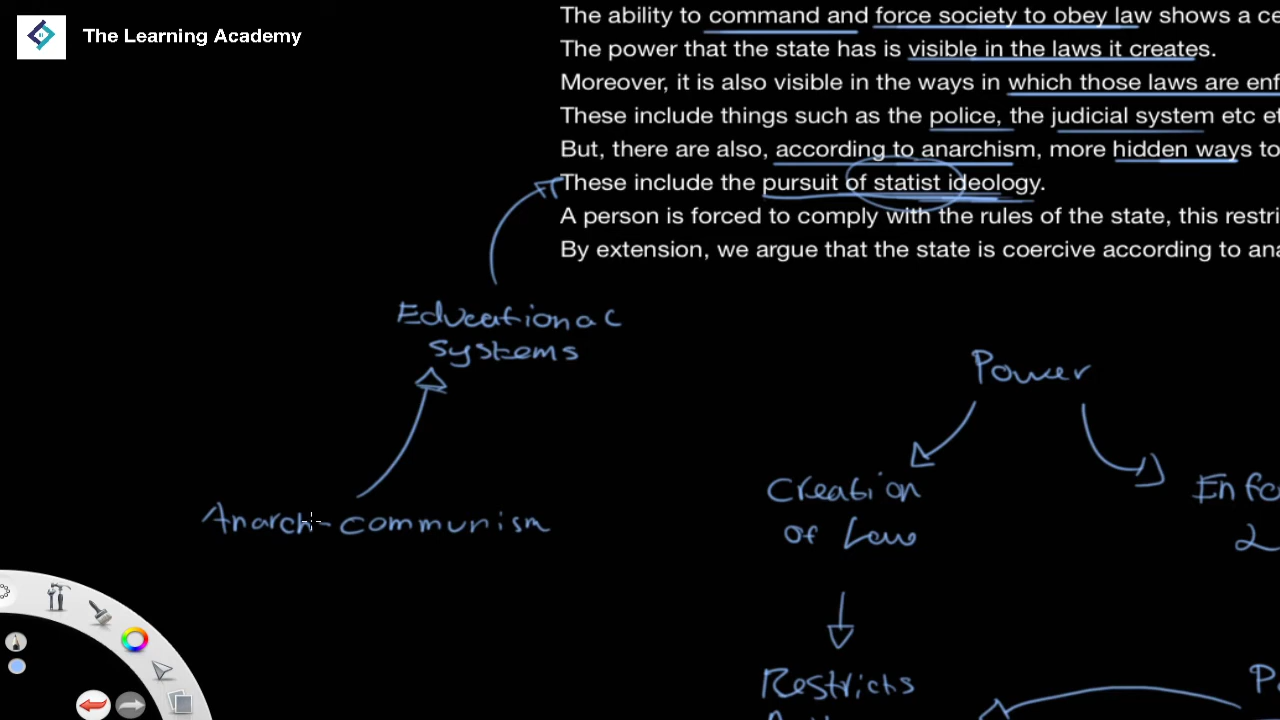 The Learning Academy
The ability to command and force society to obey law shows a
The power that the state has is visible in the laws it creates.
Moreover, it is also visible in the ways in which those laws are
These include things such as the police, the judicial system etc
But, there are also, according to anarchism, more hidden ways to
These include the pursuit of statist ideology.
A person is forced to comply with the rules of the state, this
By extension, we argue that the state is coercive according to
Educational
Systems
Power
Creation
of Law
Anarch-communism
Restricts